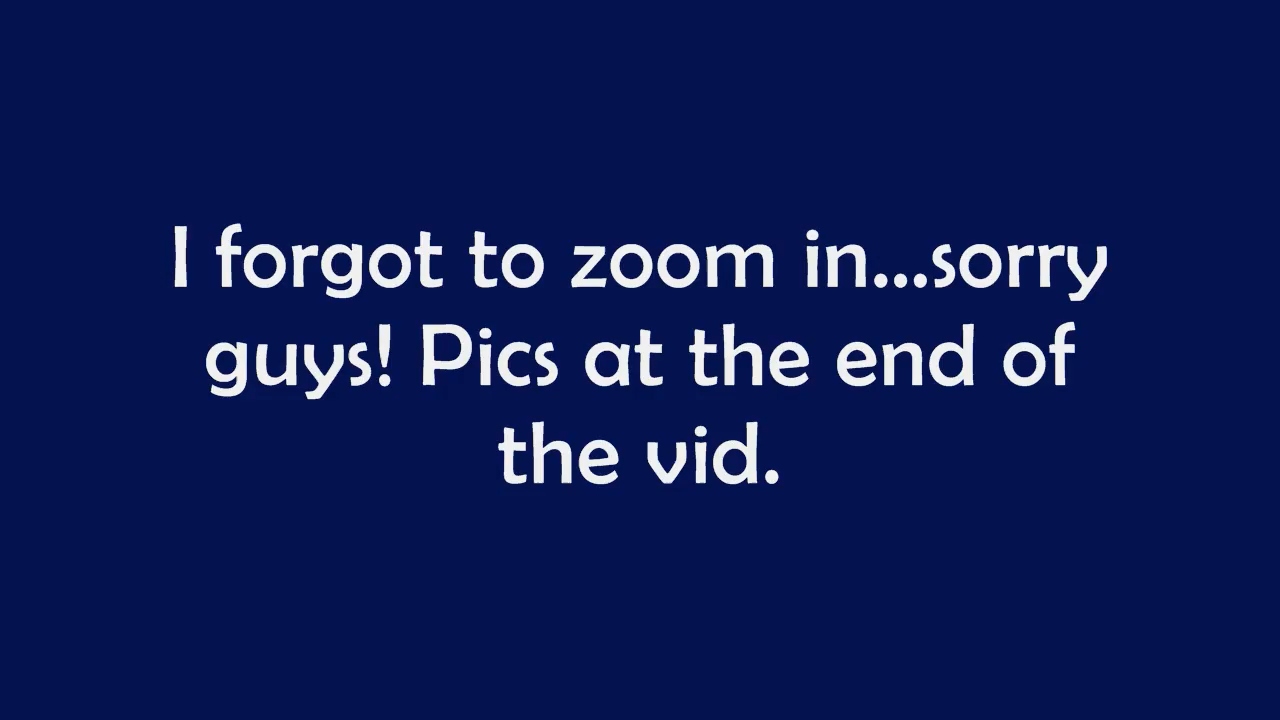 I forgot to zoom in...sorry
guys! Pics at the end of
the vid.